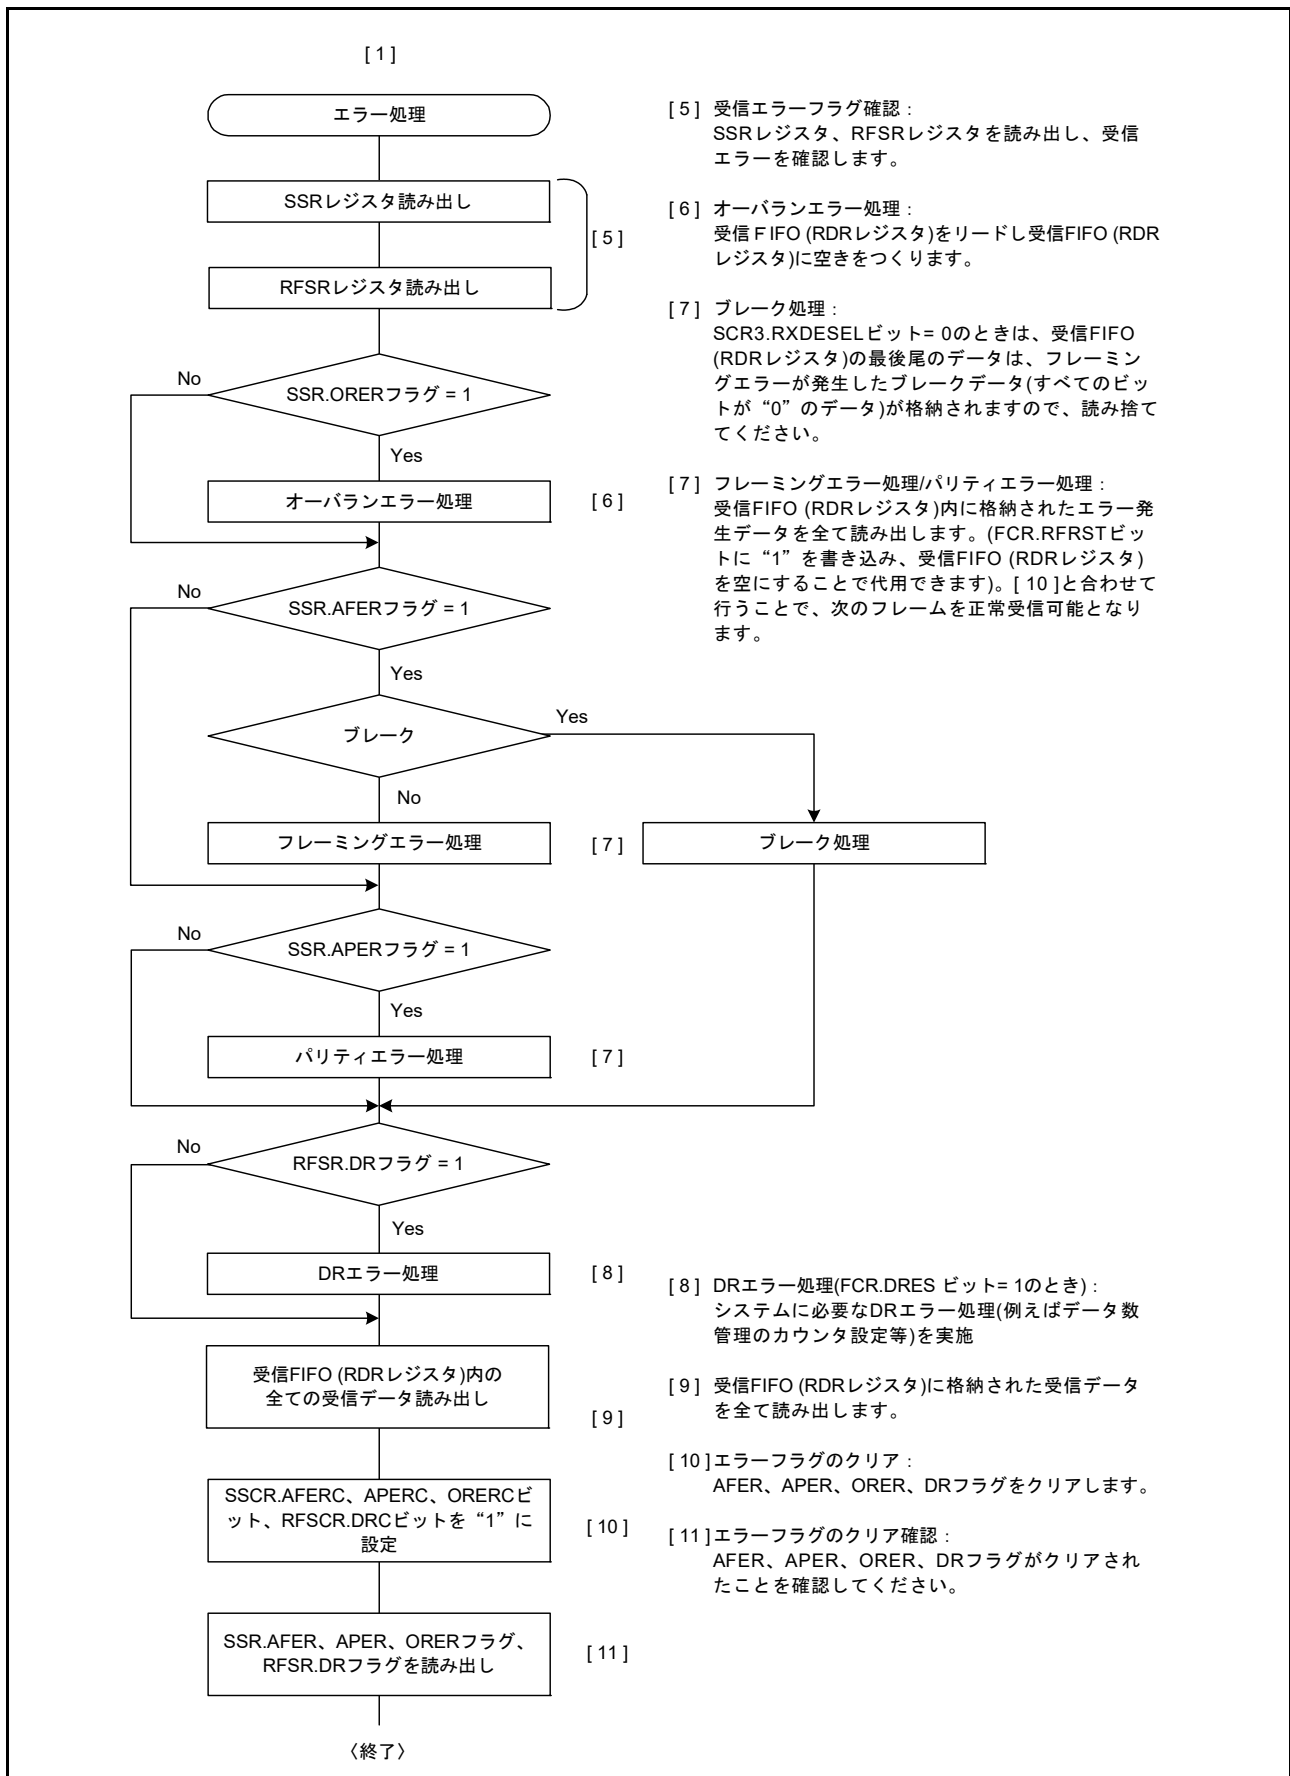 [ 1 ]
エラー処理
SSRレジスタ読み出し
[ 5 ]
RFSRレジスタ読み出し
No
SSR.ORERフラグ = 1
Yes
オーバランエラー処理
[ 6 ]
No
SSR.AFERフラグ = 1
Yes
ブレーク
Yes
No
フレーミングエラー処理
[ 7 ]
ブレーク処理
No
SSR.APERフラグ = 1
Yes
パリティエラー処理
[ 7 ]
No
RFSR.DRフラグ = 1
Yes
DRエラー処理
[ 8 ]
受信FIFO (RDRレジスタ)内の
全ての受信データ読み出し
[ 9 ]
SSCR.AFERC、APERC、ORERCビ
ット、RFSCR.DRCビットを“1”に
設定
[ 10 ]
SSR.AFER、APER、ORERフラグ、
RFSR.DRフラグを読み出し
[ 11 ]
〈終了〉
[ 5 ] 受信エラーフラグ確認：
SSRレジスタ、RFSRレジスタを読み出し、受信
エラーを確認します。
[ 6 ] オーバランエラー処理：
受信ＦIFO (RDRレジスタ)をリードし受信FIFO (RDR
レジスタ)に空きをつくります。
[ 7 ] ブレーク処理：
SCR3.RXDESELビット= 0のときは、受信FIFO
(RDRレジスタ)の最後尾のデータは、フレーミン
グエラーが発生したブレークデータ(すべてのビッ
トが“0”のデータ)が格納されますので、読み捨て
てください。
[ 7 ] フレーミングエラー処理/パリティエラー処理：
受信FIFO (RDRレジスタ)内に格納されたエラー発
生データを全て読み出します。(FCR.RFRSTビッ
トに“1”を書き込み、受信FIFO (RDRレジスタ)
を空にすることで代用できます)。[ 10 ]と合わせて
行うことで、次のフレームを正常受信可能となり
ます。
[ 8 ] DRエラー処理(FCR.DRES ビット= 1のとき)：
システムに必要なDRエラー処理(例えばデータ数
管理のカウンタ設定等)を実施
[ 9 ] 受信FIFO (RDRレジスタ)に格納された受信データ
を全て読み出します。
[ 10 ]エラーフラグのクリア：
AFER、APER、ORER、DRフラグをクリアします。
[ 11 ]エラーフラグのクリア確認：
AFER、APER、ORER、DRフラグがクリアされ
たことを確認してください。